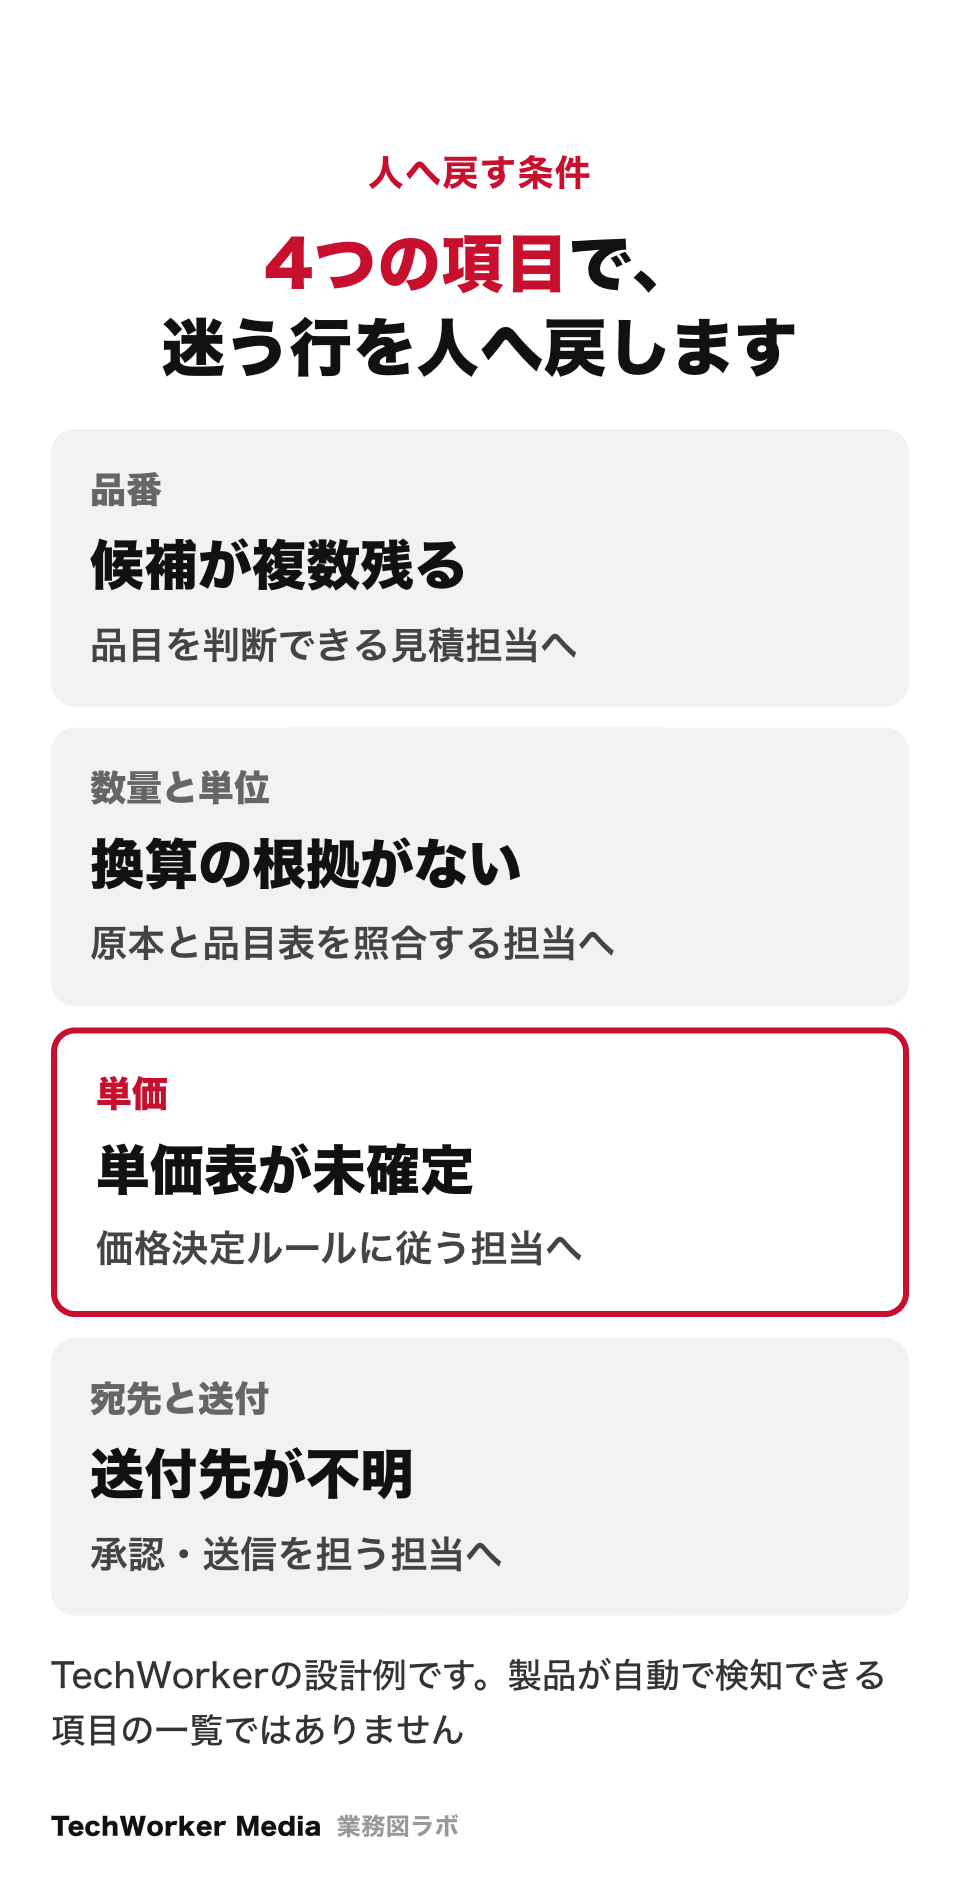 人へ戻す条件
4つの項目で、
迷う行を人へ戻します
品番
候補が複数残る
品目を判断できる見積担当へ
数量と単位
換算の根拠がない
原本と品目表を照合する担当へ
単価
単価表が未確定
価格決定ルールに従う担当へ
宛先と送付
送付先が不明
承認・送信を担う担当へ
TechWorkerの設計例です。製品が自動で検知できる
項目の一覧ではありません
TechWorker Media 業務図ラボ